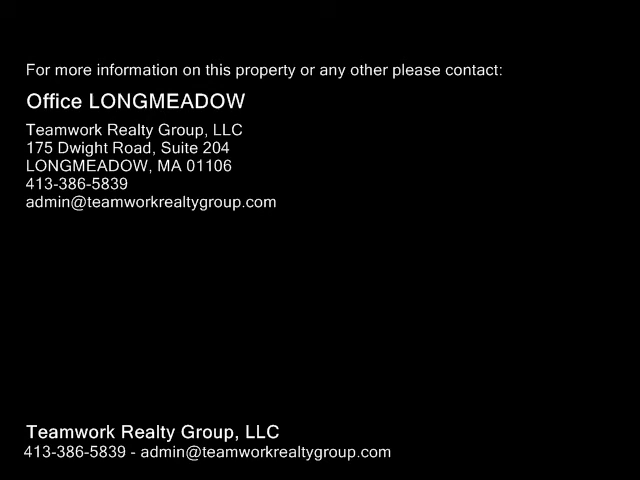 For more information on this property or any other please contact:
Office LONGMEADOW
Teamwork Realty Group, LLC
175 Dwight Road, Suite 204
LONGMEADOW, MA 01106
413-386-5839
admin@teamworkrealtygroup.com
Teamwork Realty Group, LLC
413-386-5839 - admin@teamworkrealtygroup.com